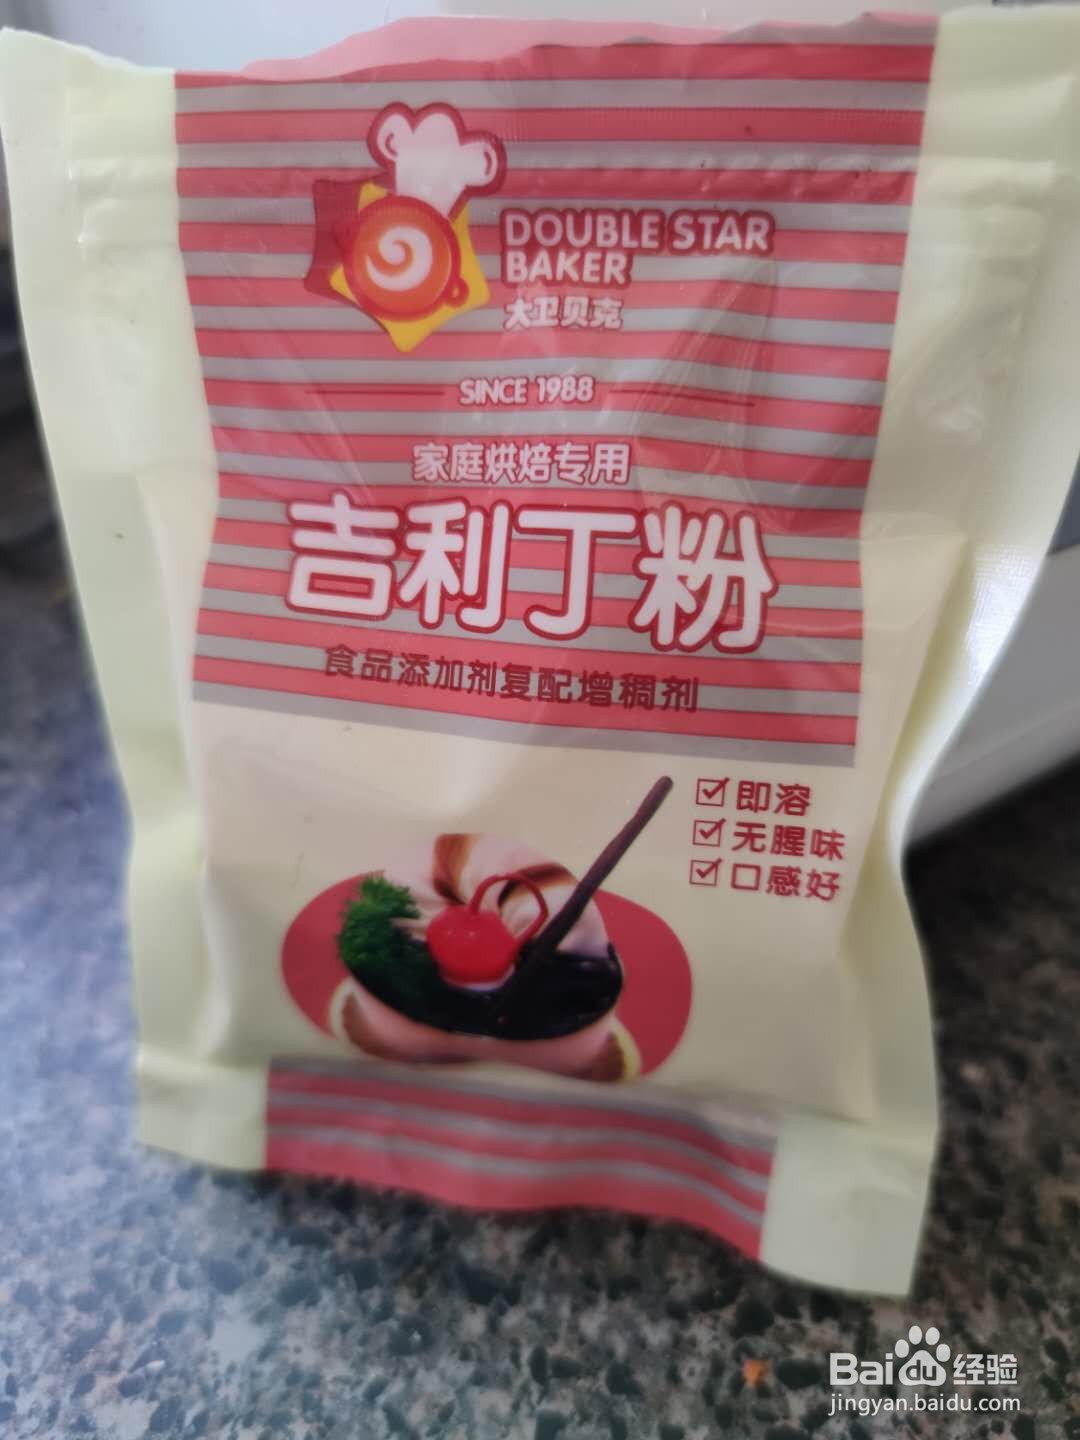 DOUBLE STAR
BAKER
大卫贝克
SINCE 1988
家庭烘焙专用
吉利丁粉
食品添加剂复配增稠剂
即溶
无腥味
口感好
Baidu经验
jingyan.baidu.com